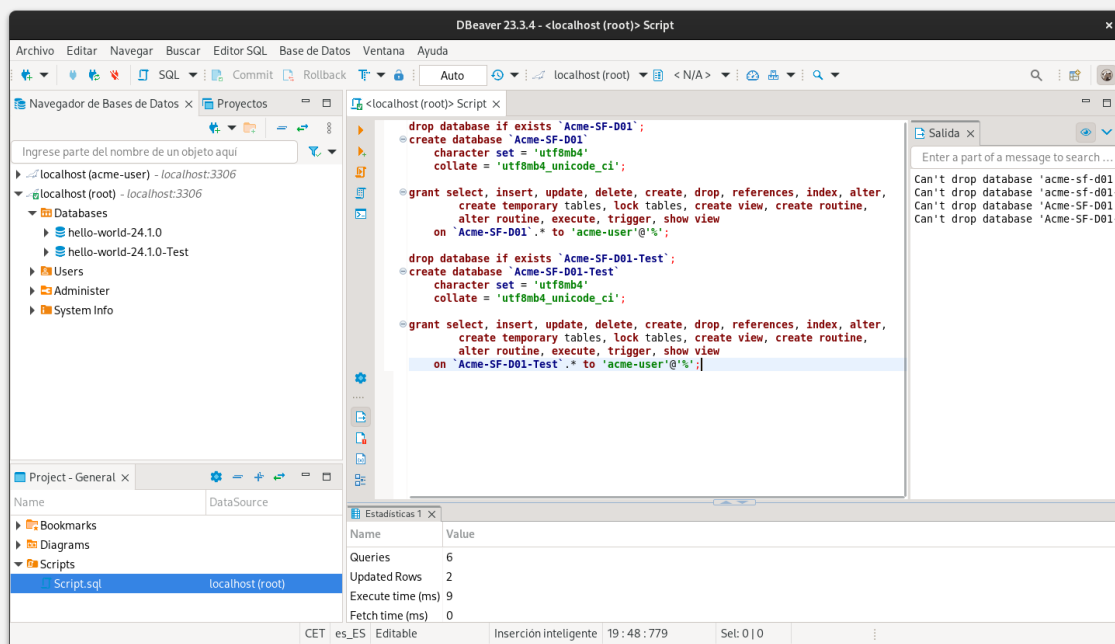 DBeaver 23.3.4 - <localhost (root)> Script
Archivo Editar Navegar Buscar Editor SQL Base de Datos Ventana Ayuda
SQL Commit Rollback Auto localhost (root) < N/A >
Navegador de Bases de Datos Proyectos
Ingrese parte del nombre de un objeto aquí
localhost (acme-user) - localhost:3306
localhost (root) - localhost:3306
Databases
hello-world-24.1.0
hello-world-24.1.0-Test
Users
Administer
System Info
Project - General
Name DataSource
Bookmarks
Diagrams
Scripts
Script.sql localhost (root)
<localhost (root)> Script
drop database if exists `Acme-SF-D01`;
create database `Acme-SF-D01`
character set = 'utf8mb4'
collate = 'utf8mb4_unicode_ci';
grant select, insert, update, delete, create, drop, references, index, alter,
create temporary tables, lock tables, create view, create routine,
alter routine, execute, trigger, show view
on `Acme-SF-D01`.* to 'acme-user'@'%';
drop database if exists `Acme-SF-D01-Test`;
create database `Acme-SF-D01-Test`
character set = 'utf8mb4'
collate = 'utf8mb4_unicode_ci';
grant select, insert, update, delete, create, drop, references, index, alter,
create temporary tables, lock tables, create view, create routine,
alter routine, execute, trigger, show view
on `Acme-SF-D01-Test`.* to 'acme-user'@'%';
Salida
Enter a part of a message to search ...
Can't drop database 'acme-sf-d01
Can't drop database 'acme-sf-d01
Can't drop database 'Acme-SF-D01
Can't drop database 'Acme-SF-D01
Estadísticas 1
Name Value
Queries 6
Updated Rows 2
Execute time (ms) 9
Fetch time (ms) 0
CET es_ES Editable Inserción inteligente 19 : 48 : 779 Sel: 0 | 0